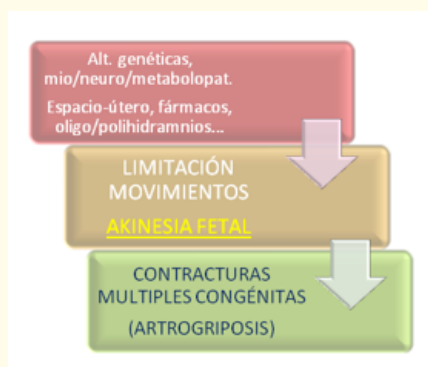 Alt. genéticas,
mio/neuro/metabolopat.
Espacio-útero, fármacos,
oligo/polihidramnios...
LIMITACIÓN
MOVIMIENTOS
AKINESIA FETAL
CONTRACTURAS
MULTIPLES CONGÉNITAS
(ARTROGRIPOSIS)